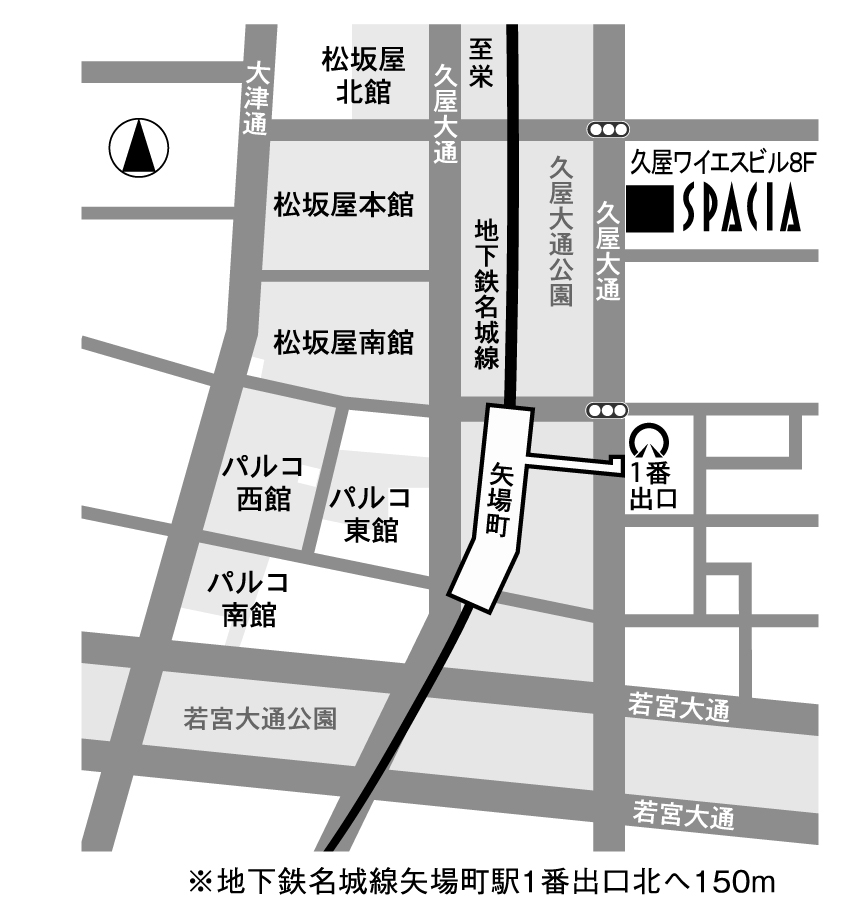 至栄
松坂屋
北館
大津通
久屋大通
久屋ワイエスビル8F
SPACIA
久屋大通公園
久屋大通
松坂屋本館
地下鉄名城線
松坂屋南館
パルコ
西館
パルコ
東館
矢場町
1番
出口
パルコ
南館
若宮大通
若宮大通公園
若宮大通
※地下鉄名城線矢場町駅1番出口北へ150m